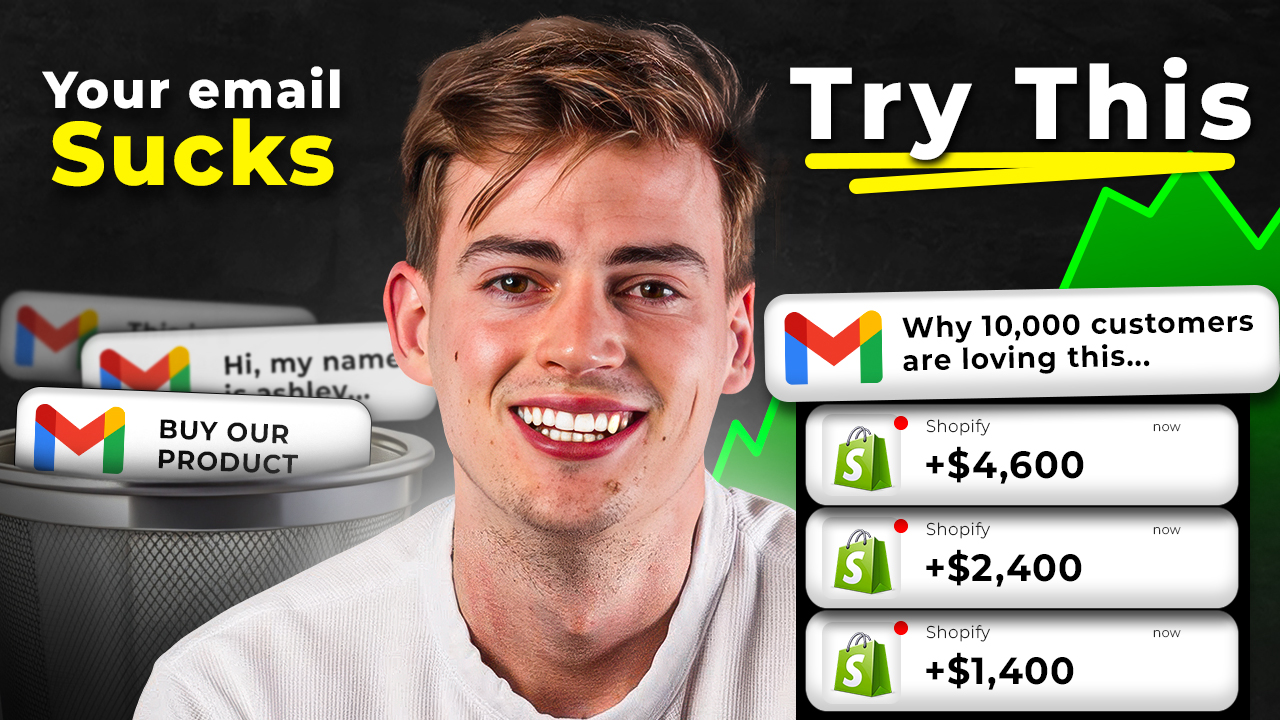 Your email
Sucks
Try This
Hi, my name
is ashley...
BUY OUR
PRODUCT
Why 10,000 customers
are loving this...
Shopify now
+$4,600
Shopify now
+$2,400
Shopify now
+$1,400